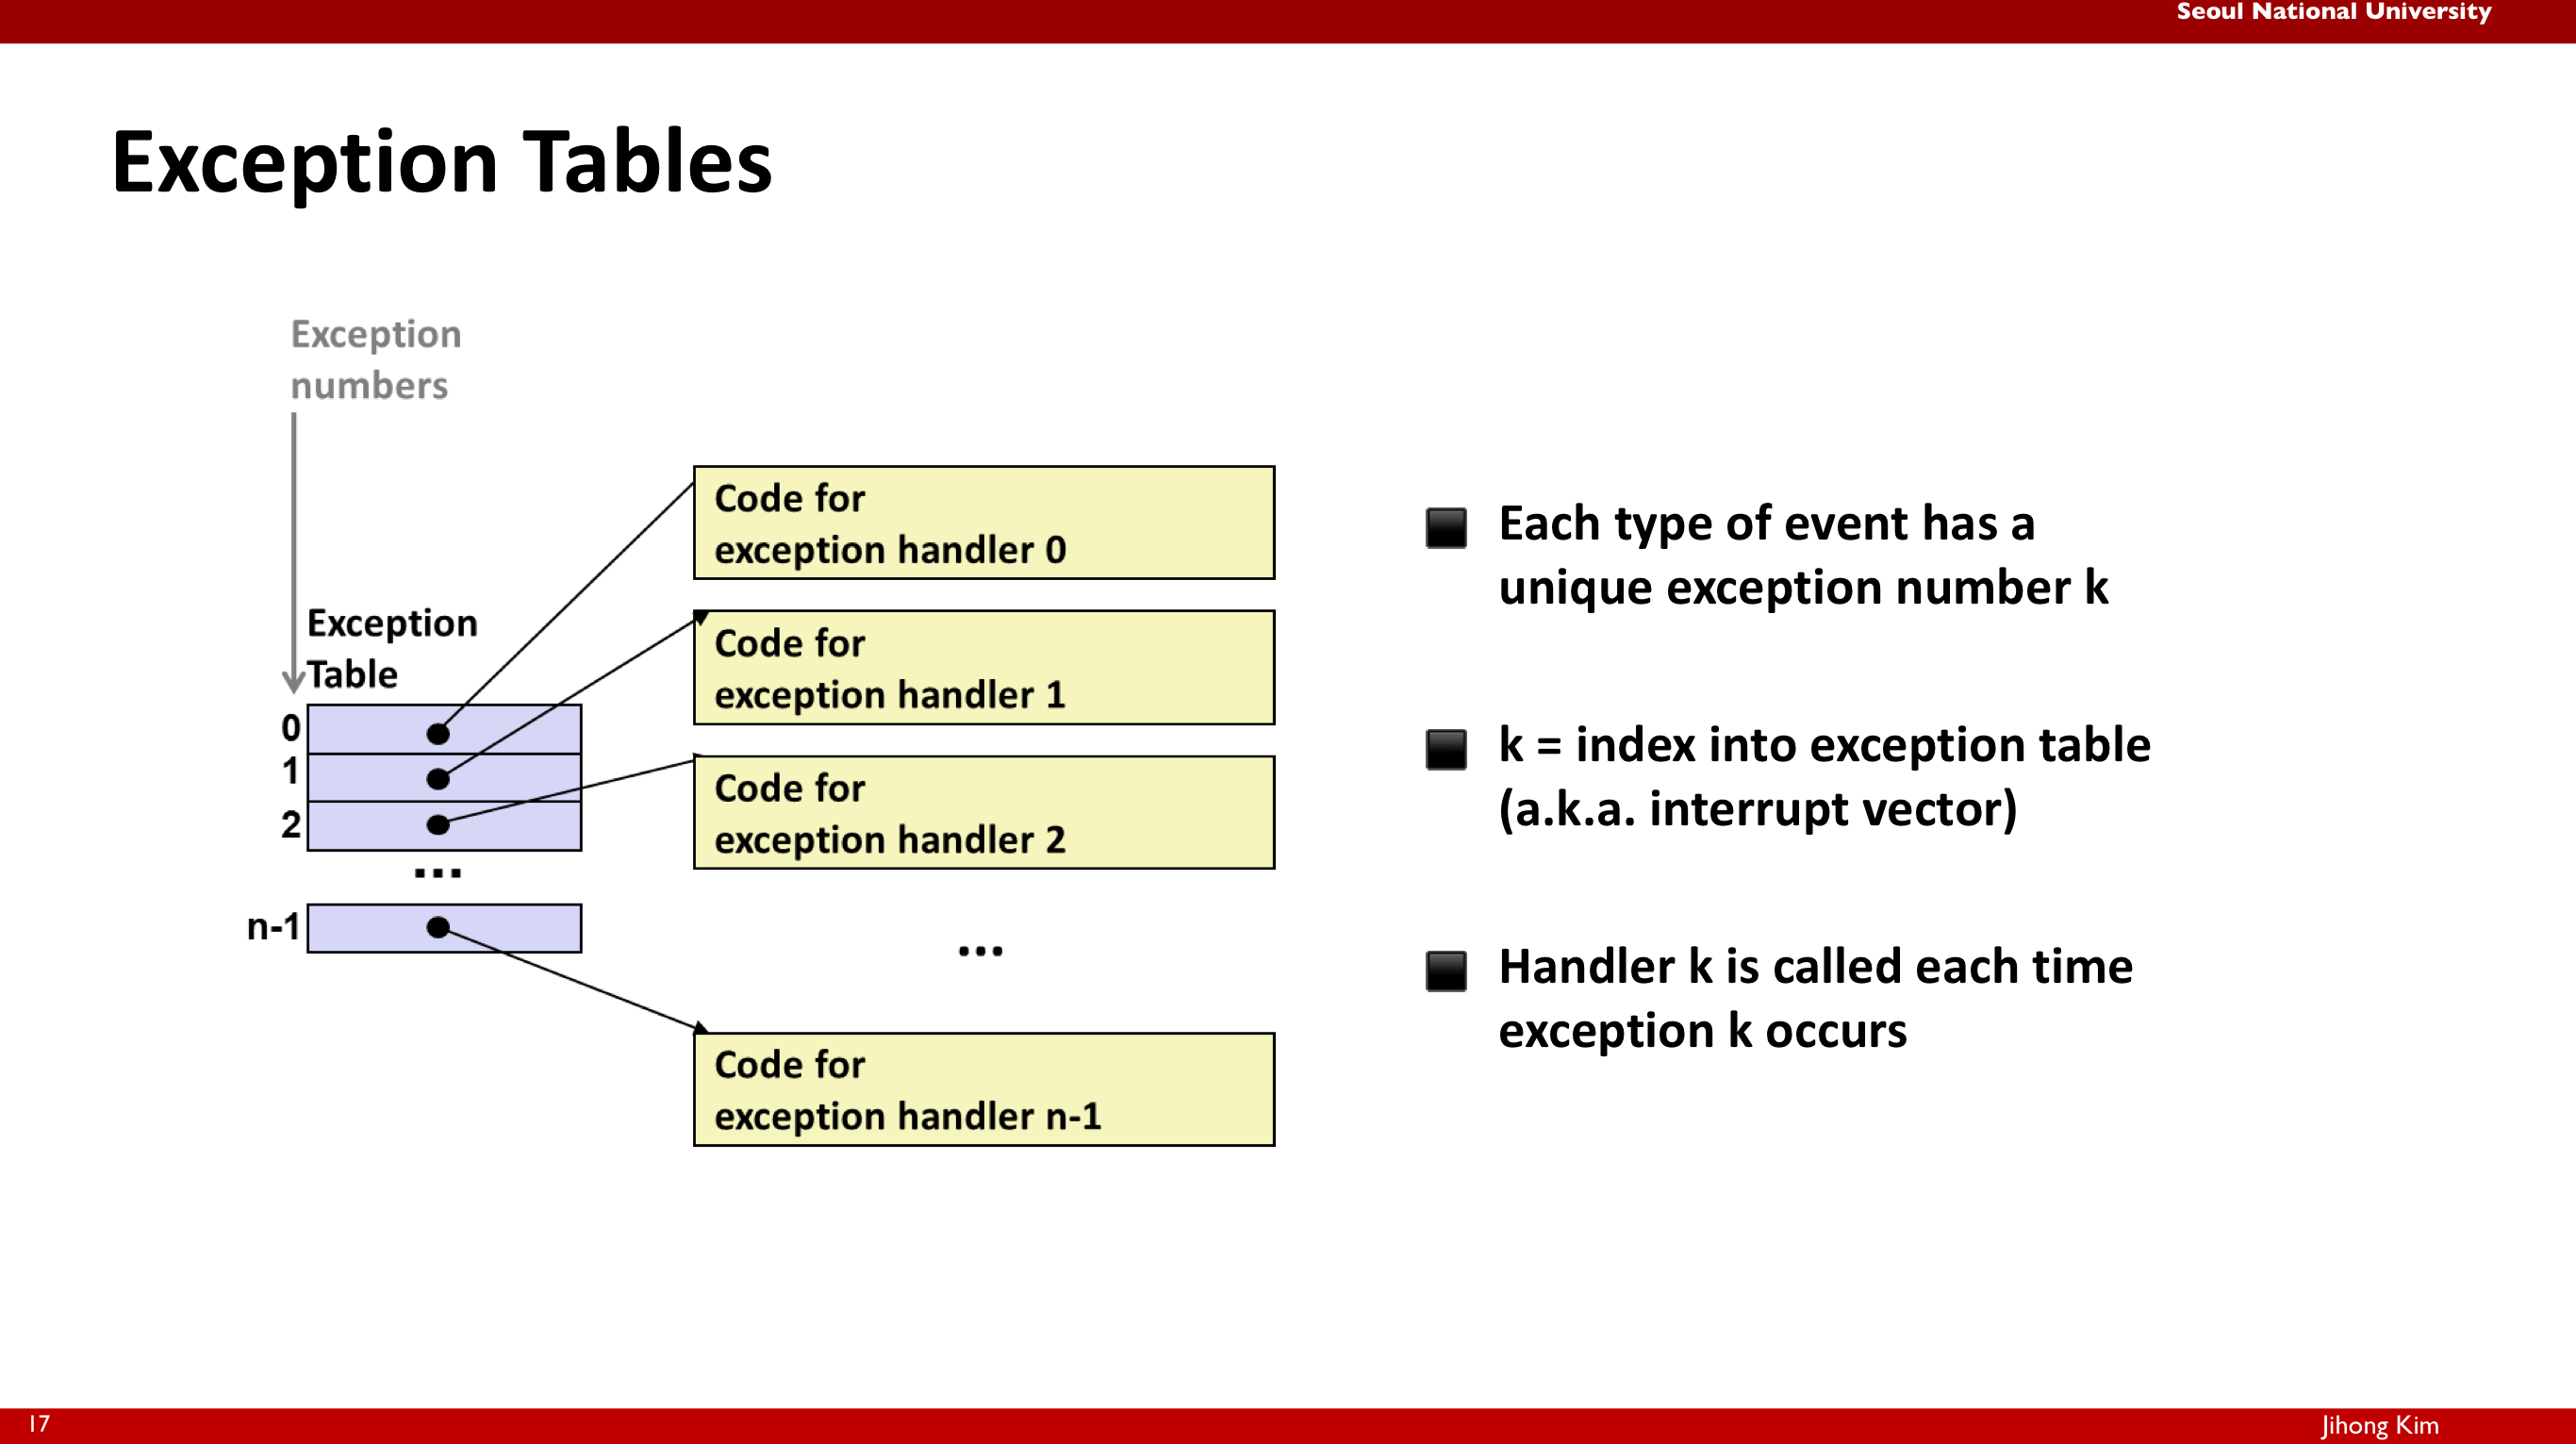 Seoul National University
Exception Tables
Exception
numbers
Exception
Table
0
1
2
...
n-1
Code for
exception handler 0
Code for
exception handler 1
Code for
exception handler 2
...
Code for
exception handler n-1
Each type of event has a
unique exception number k
k = index into exception table
(a.k.a. interrupt vector)
Handler k is called each time
exception k occurs
17
Jihong Kim